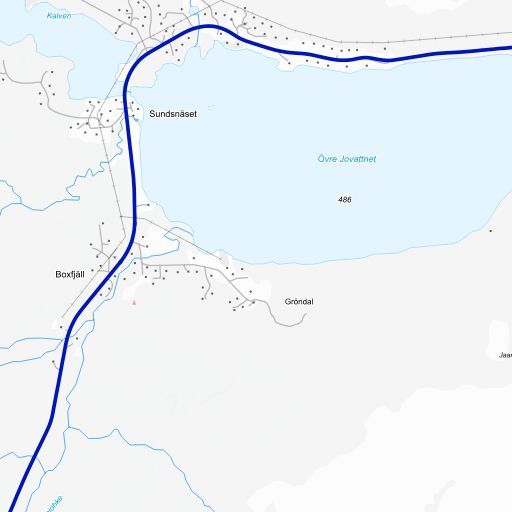 Kalven
Sundsnäset
Övre Jovattnet
486
Boxfjäll
Gröndal